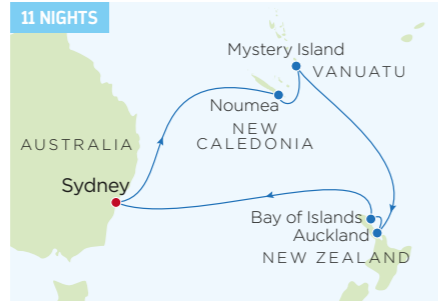 11 NIGHTS
Mystery Island
VANUATU
Noumea
NEW
CALEDONIA
AUSTRALIA
Sydney
Bay of Islands
Auckland
NEW ZEALAND